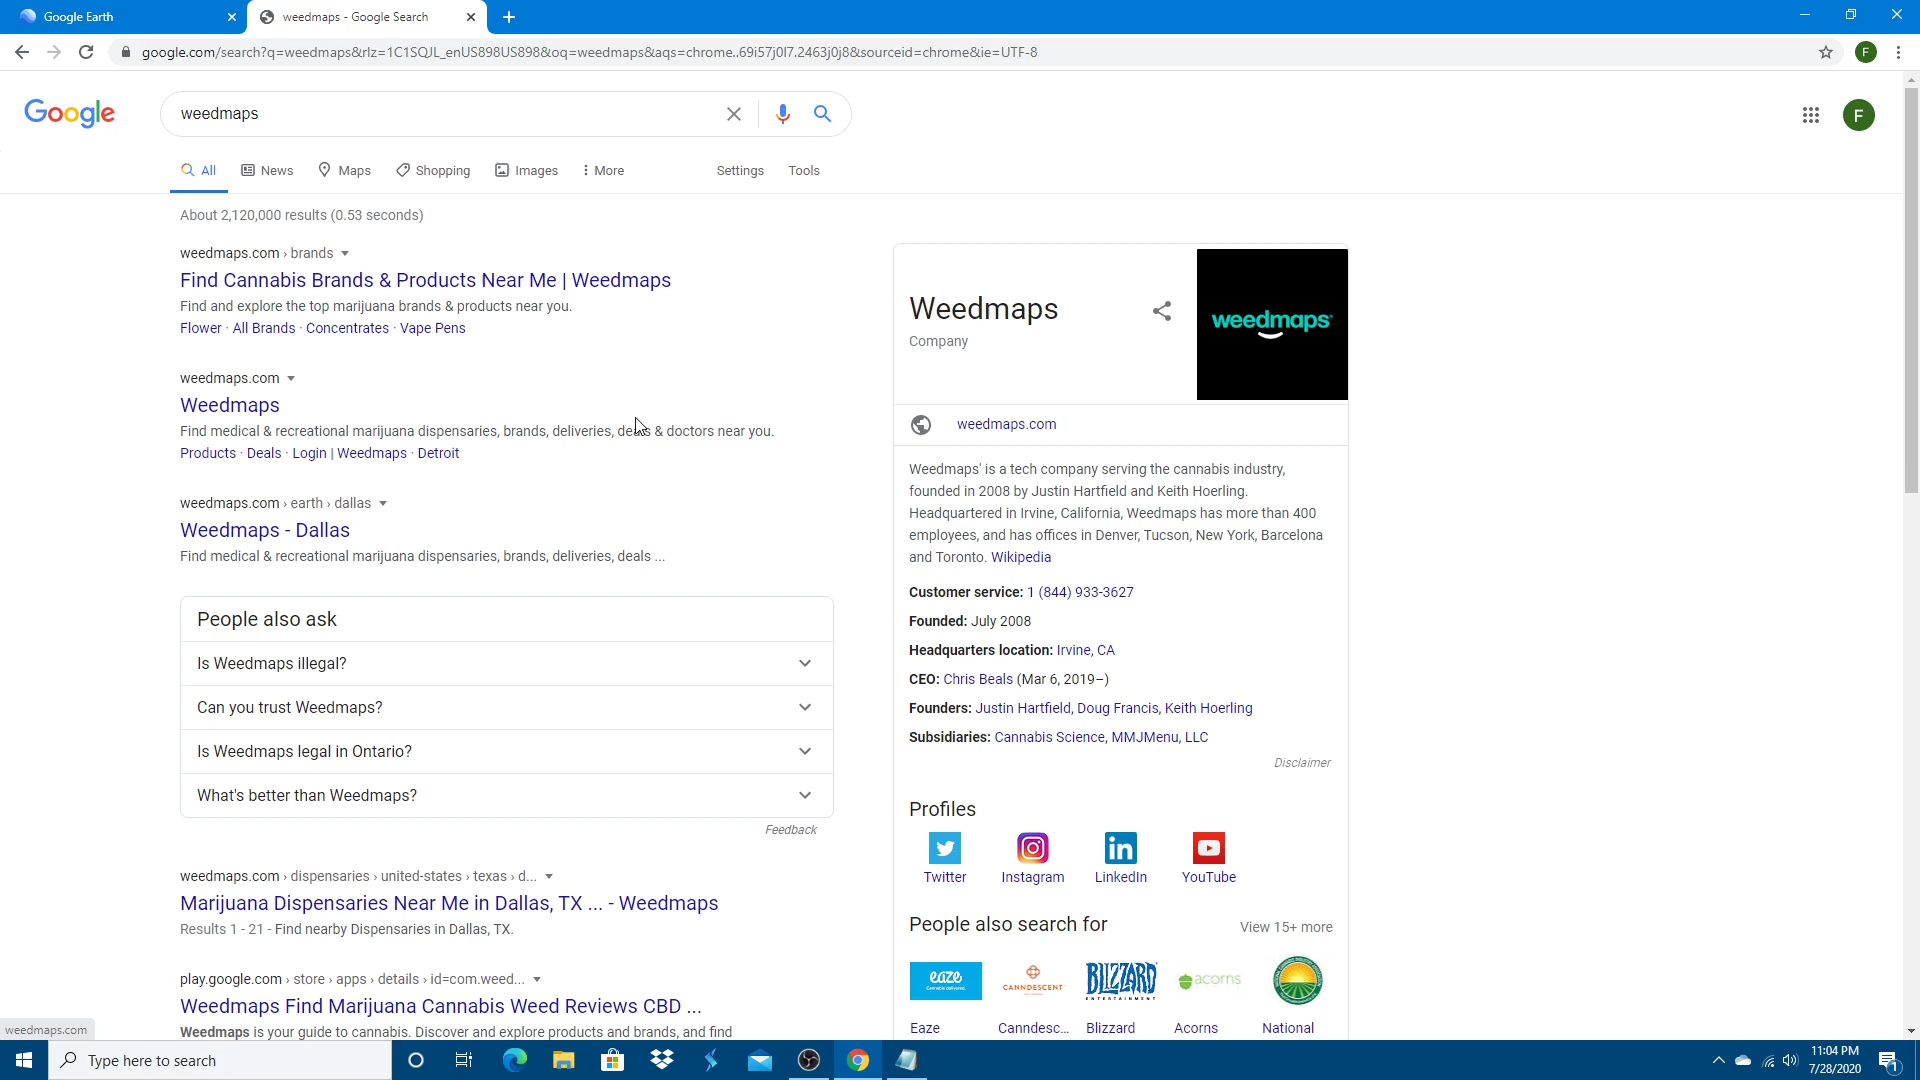 Google Earth
weedmaps - Google Search
google.com/search?q=weedmaps&rlz=1C1SQJL_enUS898US898&oq=weedmaps&aqs=chrome..69i57j0l7.2463j0j8&sourceid=chrome&ie=UTF-8
F
Google
weedmaps
F
All
News
Maps
Shopping
Images
More
Settings
Tools
About 2,120,000 results (0.53 seconds)
weedmaps.com › brands
Find Cannabis Brands & Products Near Me | Weedmaps
Find and explore the top marijuana brands & products near you.
Flower · All Brands · Concentrates · Vape Pens
weedmaps.com
Weedmaps
Find medical & recreational marijuana dispensaries, brands, deliveries, deals & doctors near you.
Products · Deals · Login | Weedmaps · Detroit
weedmaps.com › earth › dallas
Weedmaps - Dallas
Find medical & recreational marijuana dispensaries, brands, deliveries, deals ...
People also ask
Is Weedmaps illegal?
Can you trust Weedmaps?
Is Weedmaps legal in Ontario?
What's better than Weedmaps?
Feedback
weedmaps.com › dispensaries › united-states › texas › d...
Marijuana Dispensaries Near Me in Dallas, TX ... - Weedmaps
Results 1 - 21 - Find nearby Dispensaries in Dallas, TX.
play.google.com › store › apps › details › id=com.weed...
Weedmaps Find Marijuana Cannabis Weed Reviews CBD ...
Weedmaps is your guide to cannabis. Discover and explore products and brands, and find
weedmaps.com
Weedmaps
Company
weedmaps
weedmaps.com
Weedmaps' is a tech company serving the cannabis industry,
founded in 2008 by Justin Hartfield and Keith Hoerling.
Headquartered in Irvine, California, Weedmaps has more than 400
employees, and has offices in Denver, Tucson, New York, Barcelona
and Toronto. Wikipedia
Customer service: 1 (844) 933-3627
Founded: July 2008
Headquarters location: Irvine, CA
CEO: Chris Beals (Mar 6, 2019–)
Founders: Justin Hartfield, Doug Francis, Keith Hoerling
Subsidiaries: Cannabis Science, MMJMenu, LLC
Disclaimer
Profiles
Twitter
Instagram
LinkedIn
YouTube
People also search for
View 15+ more
eaze
CANNDESCENT
BLIZZARD
ENTERTAINMENT
acorns
Eaze
Canndesc...
Blizzard
Acorns
National
Type here to search
11:04 PM
7/28/2020
1